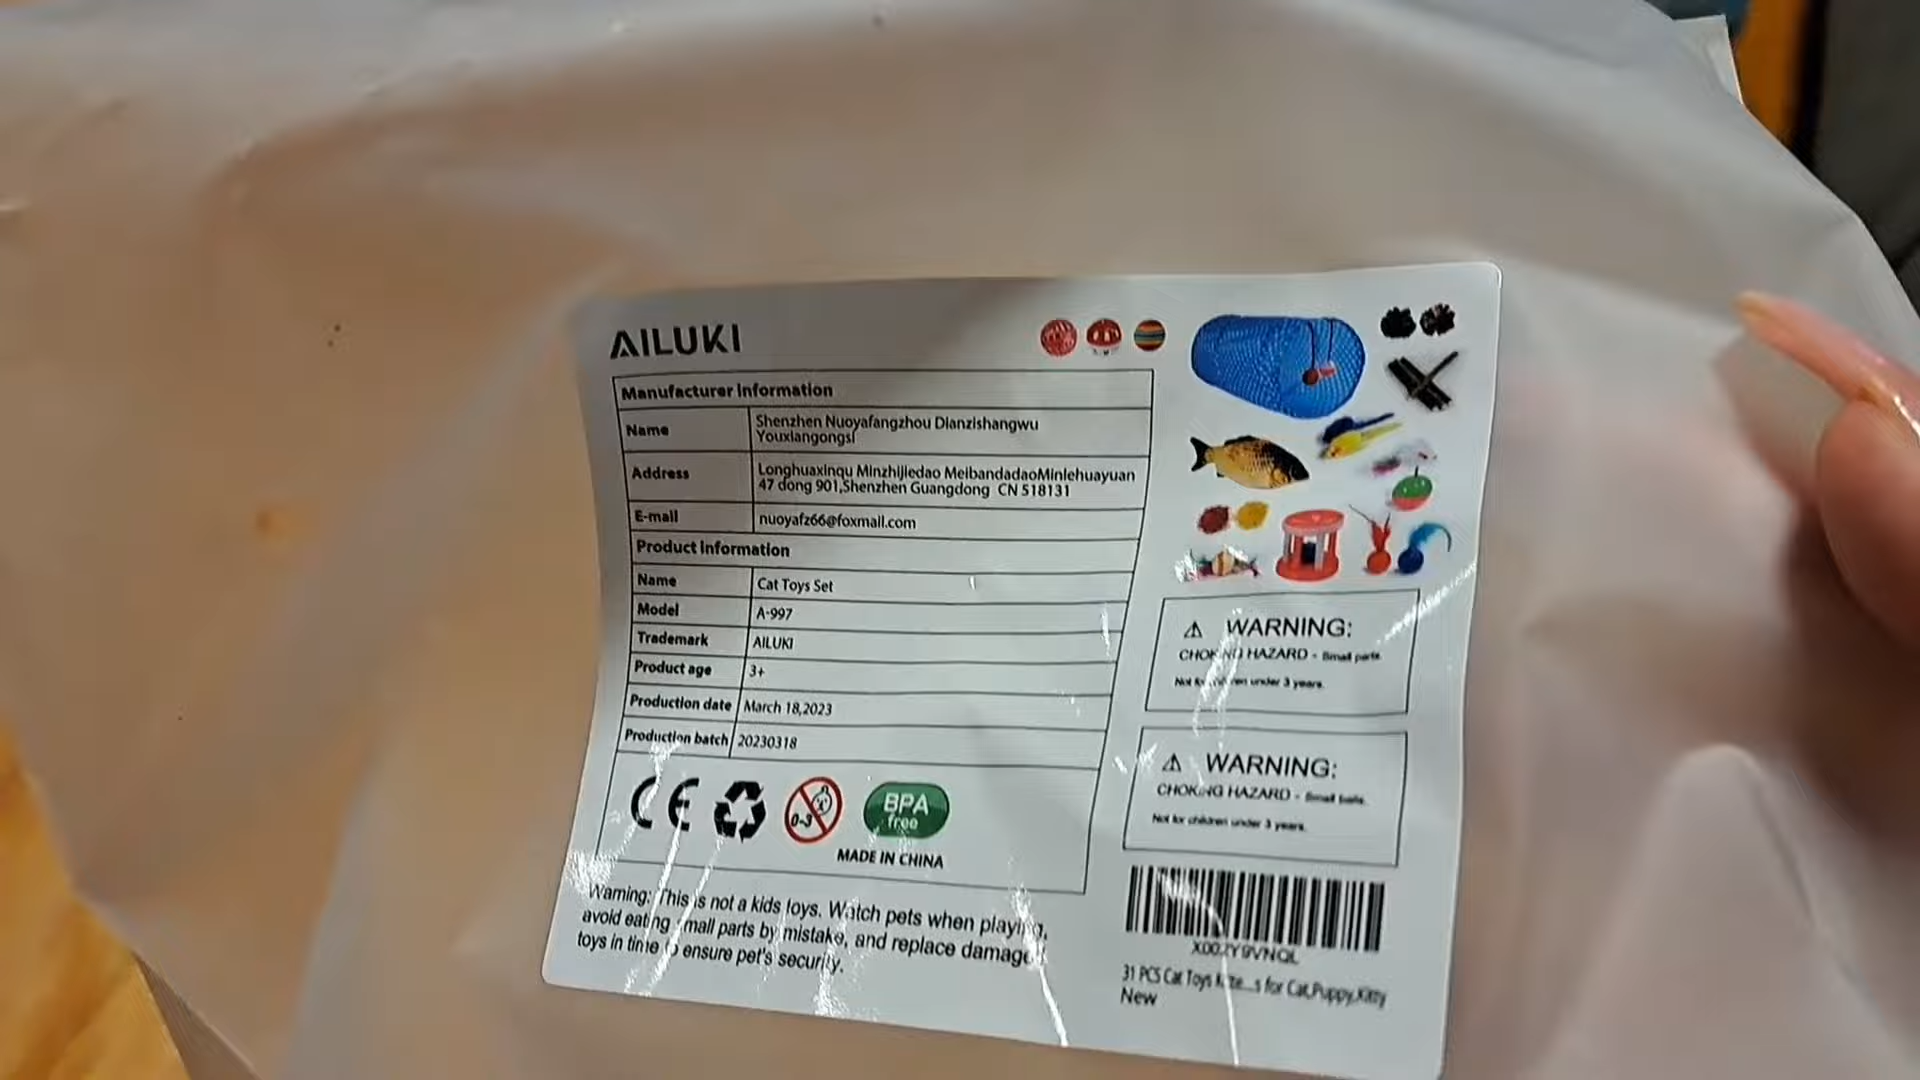 AILUKI
Manufacturer Information
Name
Shenzhen Nuoyafangzhou Dianzishangwu
Youxiangongsi
Address
Longhuaxinqu Minzhijiedao MeibandadaoMinlehuayuan
47 dong 901,Shenzhen Guangdong CN 518131
E-mail
nuoyafz66@foxmail.com
Product Information
Name
Cat Toys Set
Model
A-997
Trademark
AILUKI
Product age
3+
Production date
March 18,2023
Production batch
20230318
CE
0-3
BPA
free
MADE IN CHINA
Warning: This is not a kids toys. Watch pets when playing,
avoid eating small parts by mistake, and replace damage
toys in time to ensure pet's security.
WARNING:
CHOKING HAZARD - Small parts.
Not for children under 3 years.
WARNING:
CHOKING HAZARD - Small balls.
Not for children under 3 years.
31 PCS Cat Toys for Cat,Puppy,Kitty
New